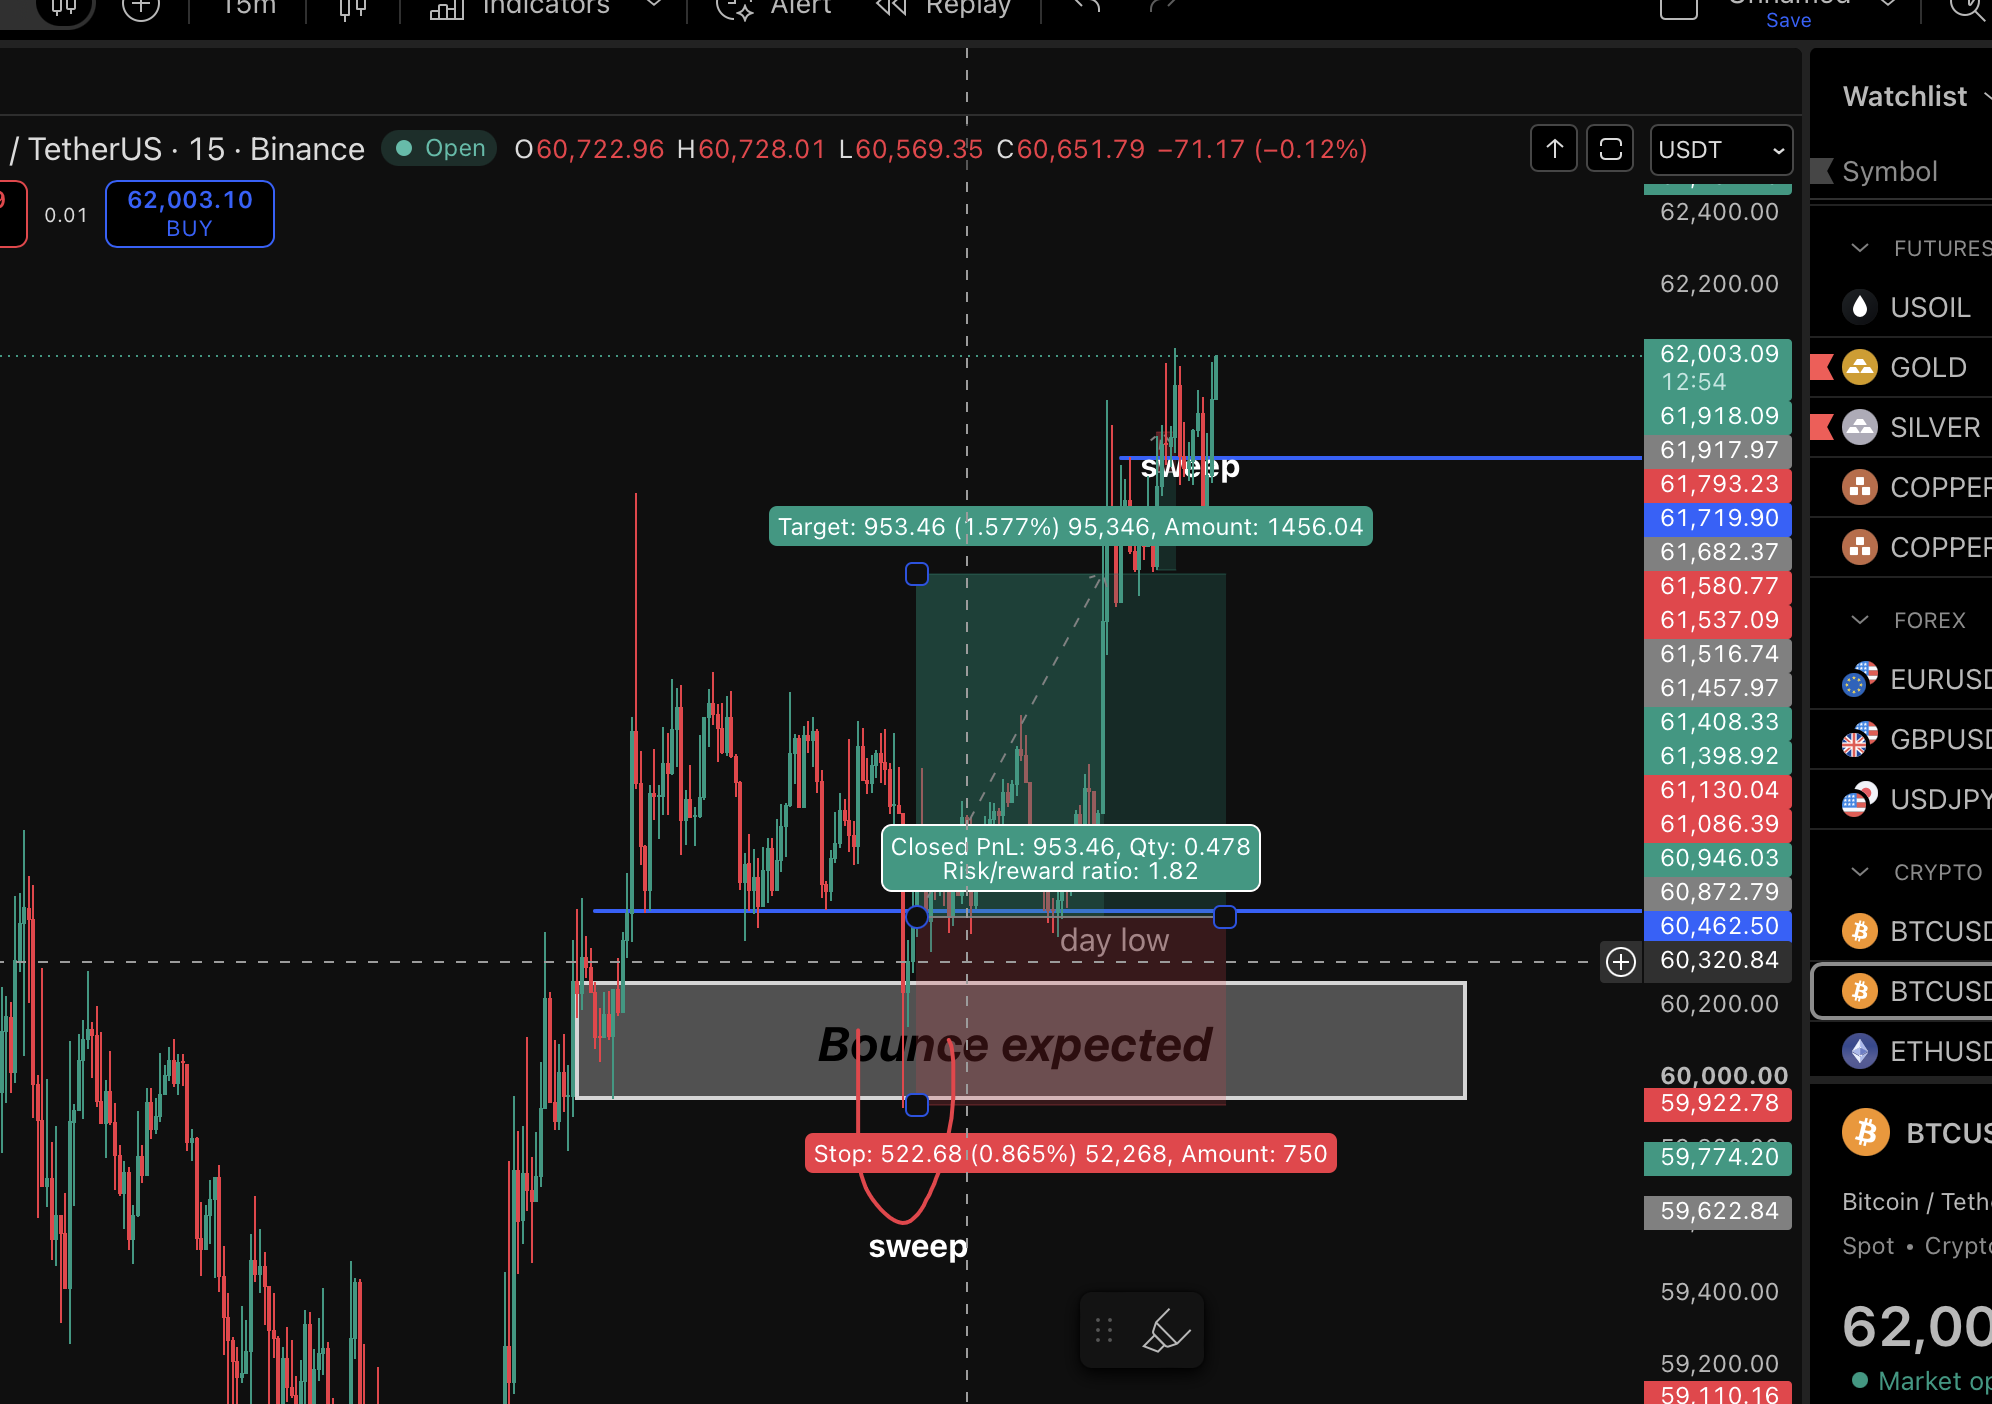 15m
Indicators
Alert
Replay
Unnamed
Save
/ TetherUS · 15 · Binance
Open
O60,722.96 H60,728.01 L60,569.35 C60,651.79 −71.17 (−0.12%)
USDT
9
0.01
62,003.10
BUY
62,400.00
62,200.00
62,003.09
12:54
61,918.09
61,917.97
61,793.23
61,719.90
61,682.37
61,580.77
61,537.09
61,516.74
61,457.97
61,408.33
61,398.92
61,130.04
61,086.39
60,946.03
60,872.79
60,462.50
60,320.84
60,200.00
60,000.00
59,922.78
59,774.20
59,622.84
59,400.00
59,200.00
59,110.16
sweep
Target: 953.46 (1.577%) 95,346, Amount: 1456.04
Closed PnL: 953.46, Qty: 0.478
Risk/reward ratio: 1.82
day low
Bounce expected
Stop: 522.68 (0.865%) 52,268, Amount: 750
sweep
Watchlist
Symbol
FUTURES
USOIL
GOLD
SILVER
COPPER
COPPER
FOREX
EURUSD
GBPUSD
USDJPY
CRYPTO
BTCUSD
BTCUSD
ETHUSD
BTCUS
Bitcoin / Teth
Spot • Crypto
62,00
Market op